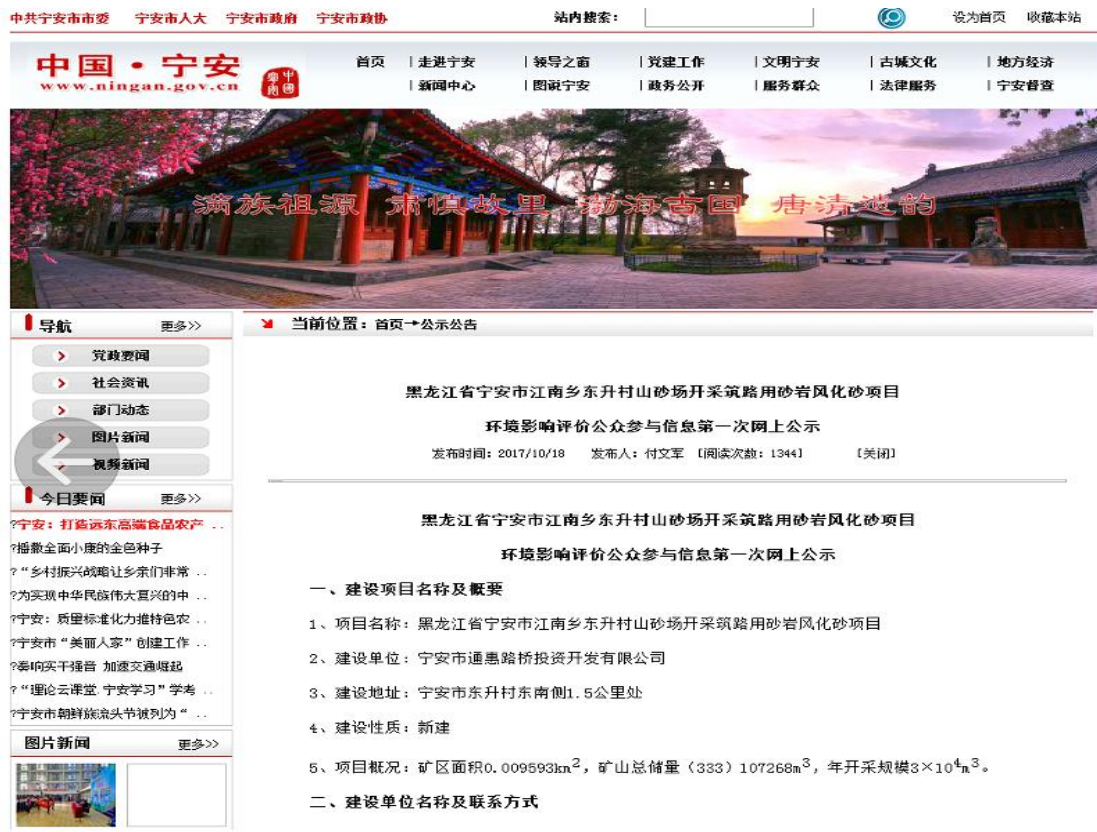 中共宁安市市委 宁安市人大 宁安市政府 宁安市政协 站内搜索： 设为首页 收藏本站
中国·宁安
www.ningan.gov.cn
首页 |走进宁安 |领导之窗 |党建工作 |文明宁安 |古城文化 |地方经济
|新闻中心 |图说宁安 |政务公开 |服务群众 |法律服务 |宁安督查
满族祖源 肃慎故里 渤海古国 唐清遗韵
导航 更多>>
党政要闻
社会资讯
部门动态
图片新闻
视频新闻
今日要闻 更多>>
?宁安：打造远东高端食品农产 ..
?播撒全面小康的金色种子
?“乡村振兴战略让乡亲们非常 ..
?为实现中华民族伟大复兴的中 ..
?宁安：质量标准化力推特色农 ..
?宁安市“美丽人家”创建工作 ..
?奏响实干强音 加速交通崛起
?“理论云课堂 宁安学习”学考 ..
?宁安市朝鲜族流头节被列为“ ..
图片新闻 更多>>
当前位置：首页→公示公告
黑龙江省宁安市江南乡东升村山砂场开采筑路用砂岩风化砂项目
环境影响评价公众参与信息第一次网上公示
发布时间：2017/10/18 发布人：付文军 [阅读次数：1344] [关闭]
黑龙江省宁安市江南乡东升村山砂场开采筑路用砂岩风化砂项目
环境影响评价公众参与信息第一次网上公示
一、建设项目名称及概要
1、项目名称：黑龙江省宁安市江南乡东升村山砂场开采筑路用砂岩风化砂项目
2、建设单位：宁安市通惠路桥投资开发有限公司
3、建设地址：宁安市东升村东南侧1.5公里处
4、建设性质：新建
5、项目概况：矿区面积0.009593km²，矿山总储量（333）107268m³，年开采规模3×10⁴m³。
二、建设单位名称及联系方式